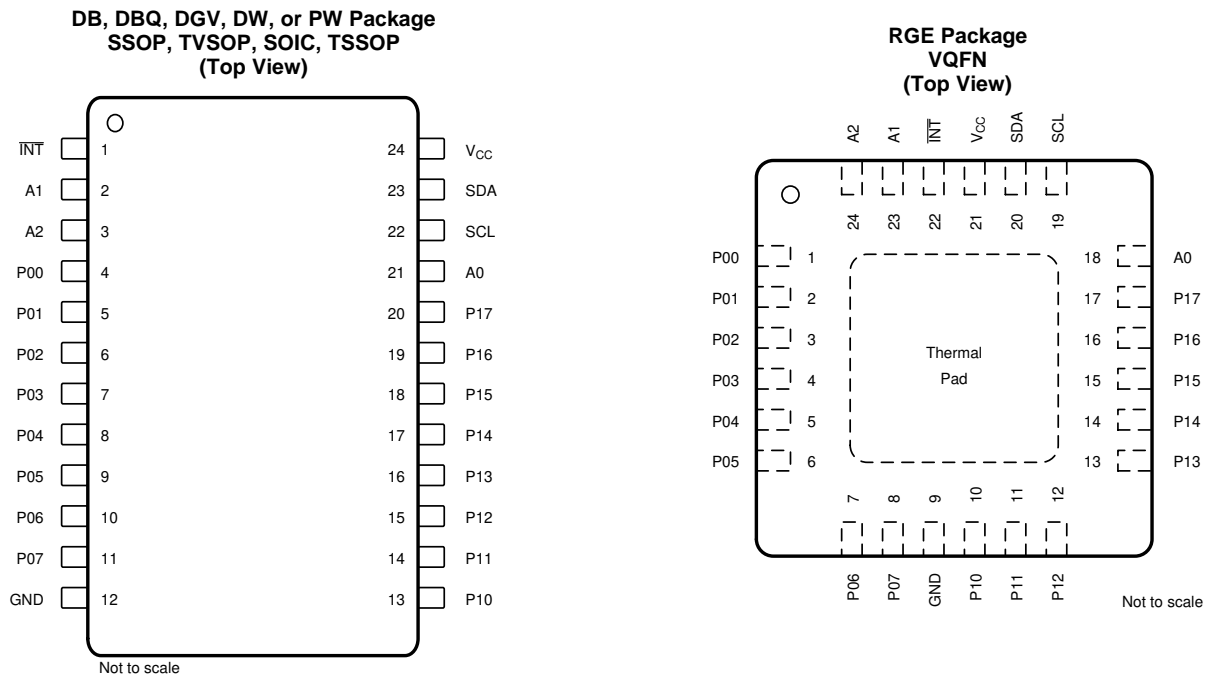 DB, DBQ, DGV, DW, or PW Package
SSOP, TVSOP, SOIC, TSSOP
(Top View)
INT 1 24 VCC
A1 2 23 SDA
A2 3 22 SCL
P00 4 21 A0
P01 5 20 P17
P02 6 19 P16
P03 7 18 P15
P04 8 17 P14
P05 9 16 P13
P06 10 15 P12
P07 11 14 P11
GND 12 13 P10
Not to scale
RGE Package
VQFN
(Top View)
A2 A1 INT VCC SDA SCL
24 23 22 21 20 19
P00 1 18 A0
P01 2 17 P17
P02 3 16 P16
Thermal
Pad
P03 4 15 P15
P04 5 14 P14
P05 6 13 P13
7 8 9 10 11 12
P06 P07 GND P10 P11 P12
Not to scale